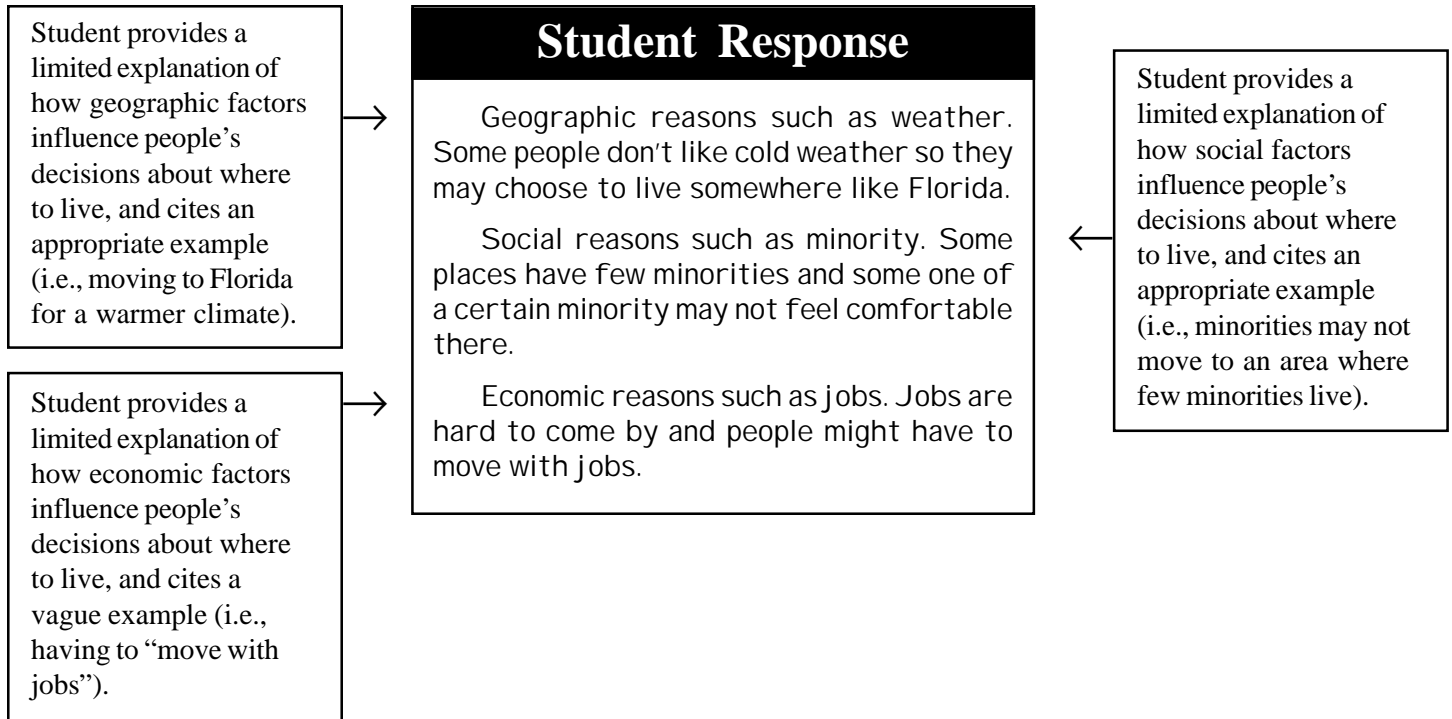 Student provides a
limited explanation of
how geographic factors
influence people’s
decisions about where
to live, and cites an
appropriate example
(i.e., moving to Florida
for a warmer climate).
Student provides a
limited explanation of
how economic factors
influence people’s
decisions about where
to live, and cites a
vague example (i.e.,
having to “move with
jobs”).
Student Response
Geographic reasons such as weather.
Some people don't like cold weather so they
may choose to live somewhere like Florida.
Social reasons such as minority. Some
places have few minorities and some one of
a certain minority may not feel comfortable
there.
Economic reasons such as jobs. Jobs are
hard to come by and people might have to
move with jobs.
Student provides a
limited explanation of
how social factors
influence people’s
decisions about where
to live, and cites an
appropriate example
(i.e., minorities may not
move to an area where
few minorities live).